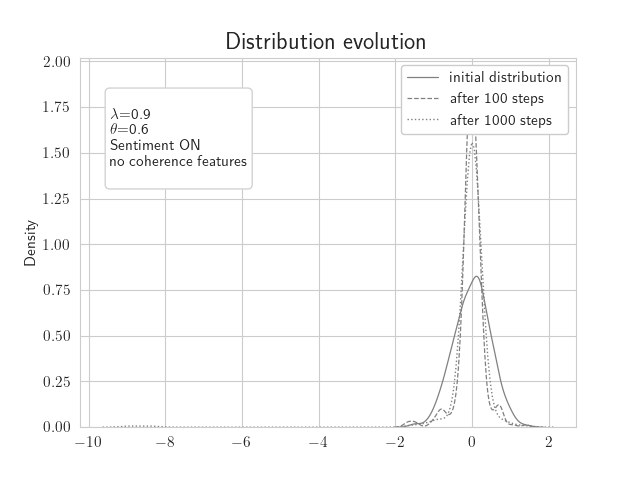 Distribution evolution
2.00
1.75
1.50
1.25
1.00
0.75
0.50
0.25
0.00
Density
λ=0.9
θ=0.6
Sentiment ON
no coherence features
initial distribution
after 100 steps
after 1000 steps
−10
−8
−6
−4
−2
0
2